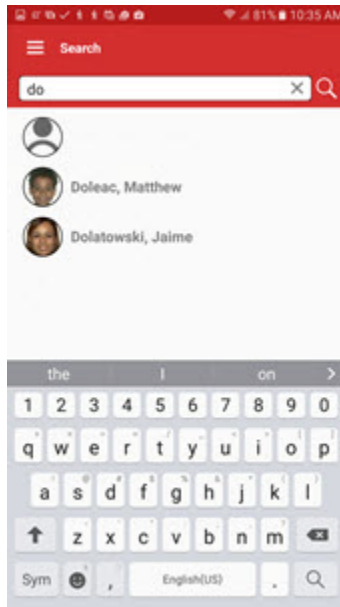 81% 10:35 AM
Search
do
Doleac, Matthew
Dolatowski, Jaime
the I on
1 2 3 4 5 6 7 8 9 0
q w e r t y u i o p
a s d f g h j k l
z x c v b n m
Sym , English(US) .